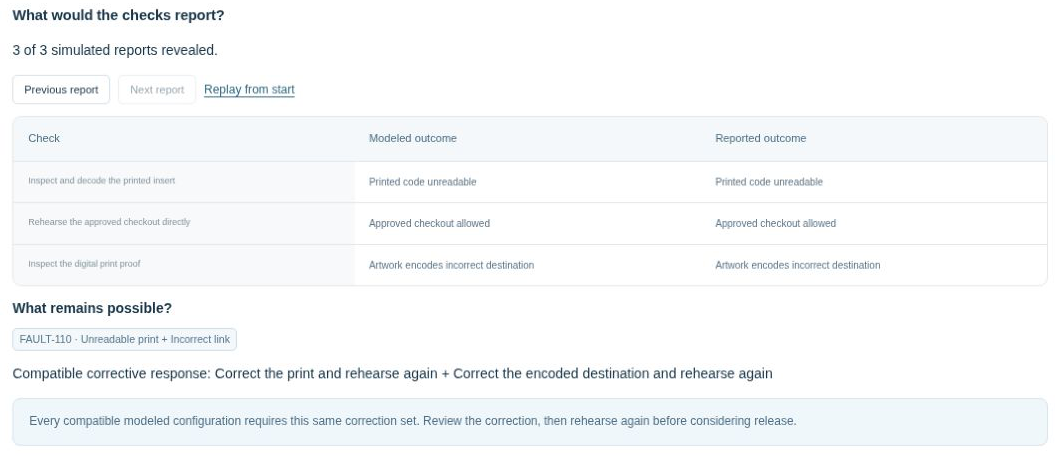 What would the checks report?
3 of 3 simulated reports revealed.
Previous report Next report Replay from start
Check Modeled outcome Reported outcome
Inspect and decode the printed insert Printed code unreadable Printed code unreadable
Rehearse the approved checkout directly Approved checkout allowed Approved checkout allowed
Inspect the digital print proof Artwork encodes incorrect destination Artwork encodes incorrect destination
What remains possible?
FAULT-110 · Unreadable print + Incorrect link
Compatible corrective response: Correct the print and rehearse again + Correct the encoded destination and rehearse again
Every compatible modeled configuration requires this same correction set. Review the correction, then rehearse again before considering release.